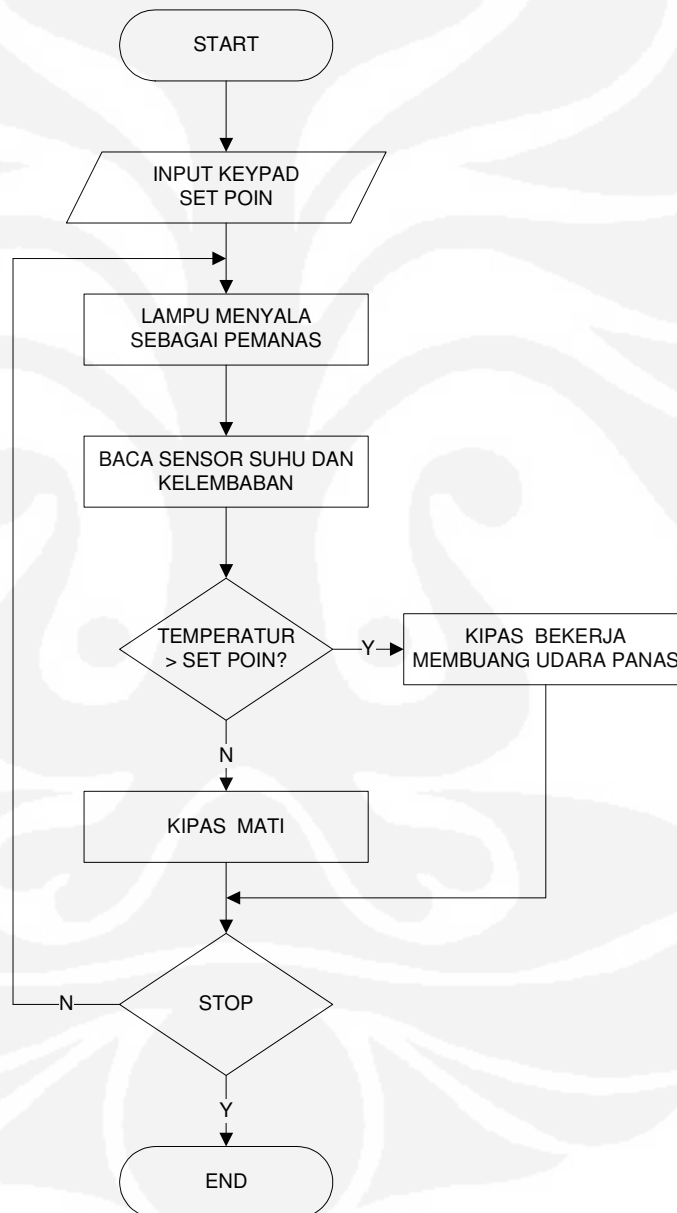 START
INPUT KEYPAD
SET POIN
LAMPU MENYALA
SEBAGAI PEMANAS
BACA SENSOR SUHU DAN
KELEMBABAN
TEMPERATUR
> SET POIN?
Y
KIPAS BEKERJA
MEMBUANG UDARA PANAS
N
KIPAS MATI
N
STOP
Y
END